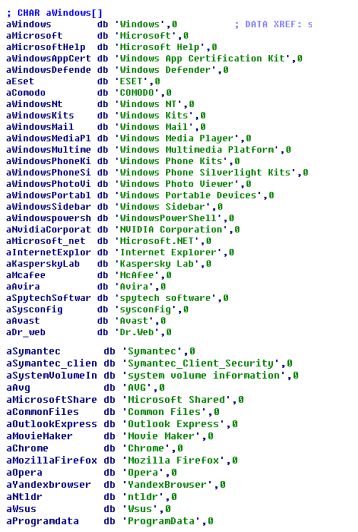 ; CHAR aWindows[]
aWindows db 'Windows',0 ; DATA XREF: s
aMicrosoft db 'Microsoft',0
aMicrosoftHelp db 'Microsoft Help',0
aWindowsAppCert db 'Windows App Certification Kit',0
aWindowsDefende db 'Windows Defender',0
aEset db 'ESET',0
aComodo db 'COMODO',0
aWindowsNt db 'Windows NT',0
aWindowsKits db 'Windows Kits',0
aWindowsMail db 'Windows Mail',0
aWindowsMediaPl db 'Windows Media Player',0
aWindowsMultime db 'Windows Multimedia Platform',0
aWindowsPhoneKi db 'Windows Phone Kits',0
aWindowsPhoneSi db 'Windows Phone Silverlight Kits',0
aWindowsPhotoVi db 'Windows Photo Viewer',0
aWindowsPortabl db 'Windows Portable Devices',0
aWindowsSidebar db 'Windows Sidebar',0
aWindowspowersh db 'WindowsPowerShell',0
aNvidiaCorporat db 'NVIDIA Corporation',0
aMicrosoft_net db 'Microsoft.NET',0
aInternetExplor db 'Internet Explorer',0
aKasperskyLab db 'Kaspersky Lab',0
aMcafee db 'McAfee',0
aAvira db 'Avira',0
aSpytechSoftwar db 'spytech software',0
aSysconfig db 'sysconfig',0
aAvast db 'Avast',0
aDr_web db 'Dr.Web',0
aSymantec db 'Symantec',0
aSymantec_clien db 'Symantec_Client_Security',0
aSystemVolumeIn db 'system volume information',0
aAvg db 'AVG',0
aMicrosoftShare db 'Microsoft Shared',0
aCommonFiles db 'Common Files',0
aOutlookExpress db 'Outlook Express',0
aMovieMaker db 'Movie Maker',0
aChrome db 'Chrome',0
aMozillaFirefox db 'Mozilla Firefox',0
aOpera db 'Opera',0
aYandexbrowser db 'YandexBrowser',0
aNtldr db 'ntldr',0
aWsus db 'Wsus',0
aProgramdata db 'ProgramData',0